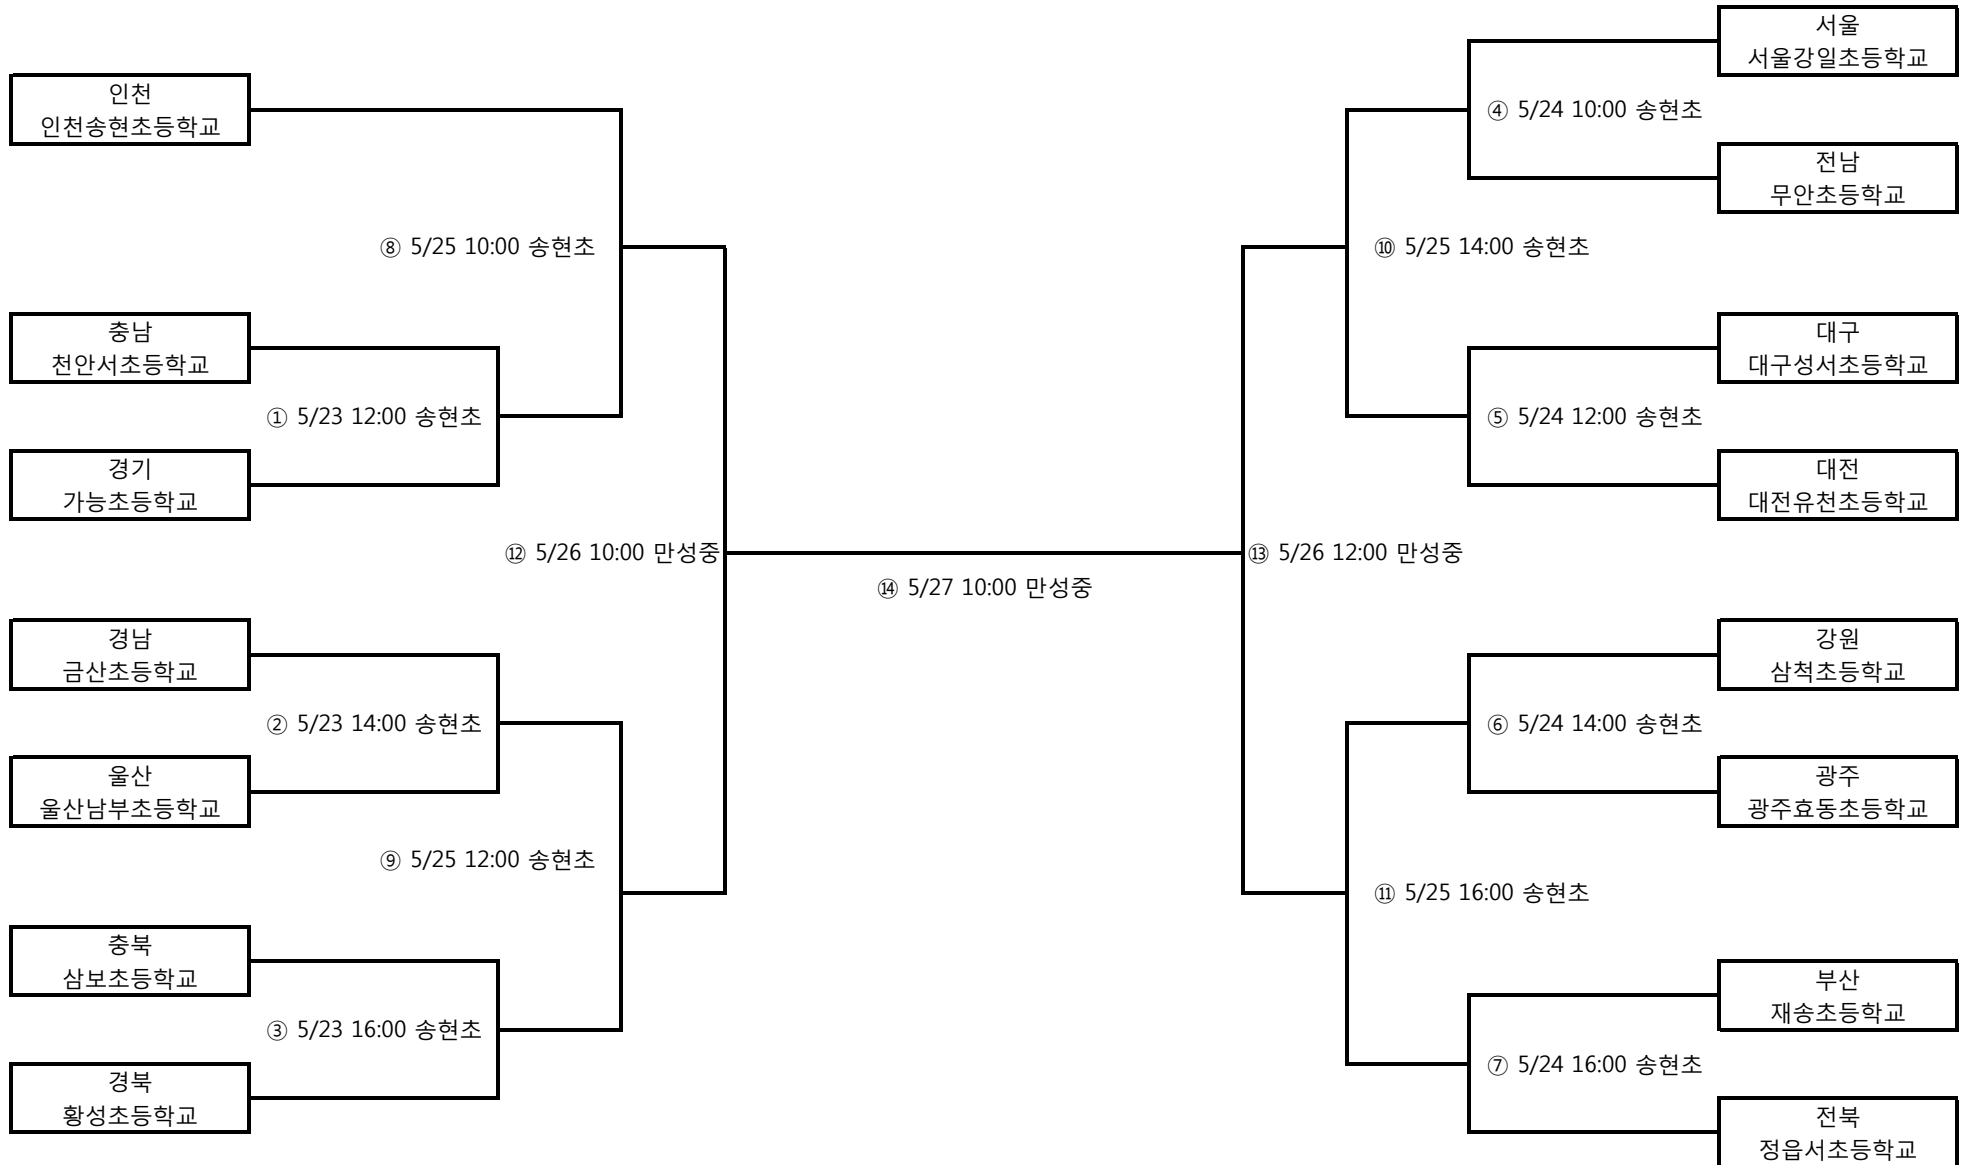 인천
인천송현초등학교
⑧ 5/25 10:00 송현초
충남
천안서초등학교
① 5/23 12:00 송현초
경기
가능초등학교
⑫ 5/26 10:00 만성중
경남
금산초등학교
② 5/23 14:00 송현초
울산
울산남부초등학교
⑨ 5/25 12:00 송현초
충북
삼보초등학교
③ 5/23 16:00 송현초
경북
황성초등학교
⑭ 5/27 10:00 만성중
서울
서울강일초등학교
④ 5/24 10:00 송현초
전남
무안초등학교
⑩ 5/25 14:00 송현초
대구
대구성서초등학교
⑤ 5/24 12:00 송현초
대전
대전유천초등학교
⑬ 5/26 12:00 만성중
강원
삼척초등학교
⑥ 5/24 14:00 송현초
광주
광주효동초등학교
⑪ 5/25 16:00 송현초
부산
재송초등학교
⑦ 5/24 16:00 송현초
전북
정읍서초등학교